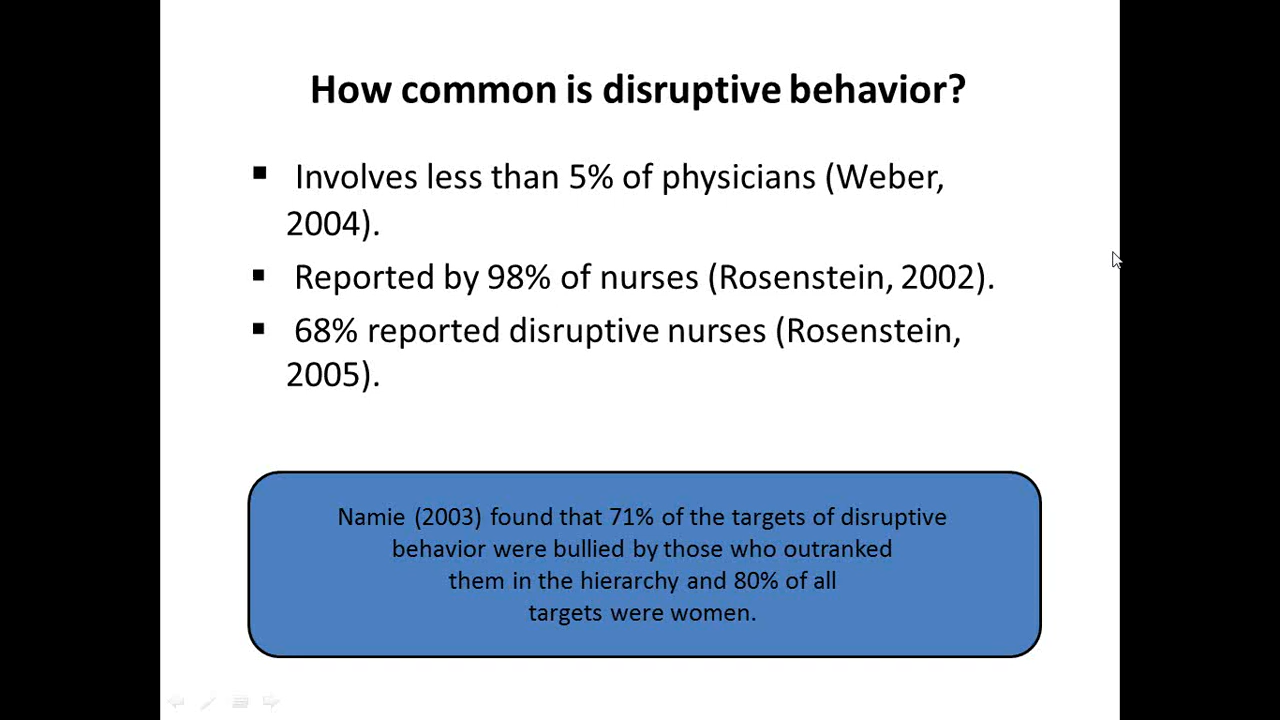 How common is disruptive behavior?
▪ Involves less than 5% of physicians (Weber,
2004).
▪ Reported by 98% of nurses (Rosenstein, 2002).
▪ 68% reported disruptive nurses (Rosenstein,
2005).
Namie (2003) found that 71% of the targets of disruptive
behavior were bullied by those who outranked
them in the hierarchy and 80% of all
targets were women.